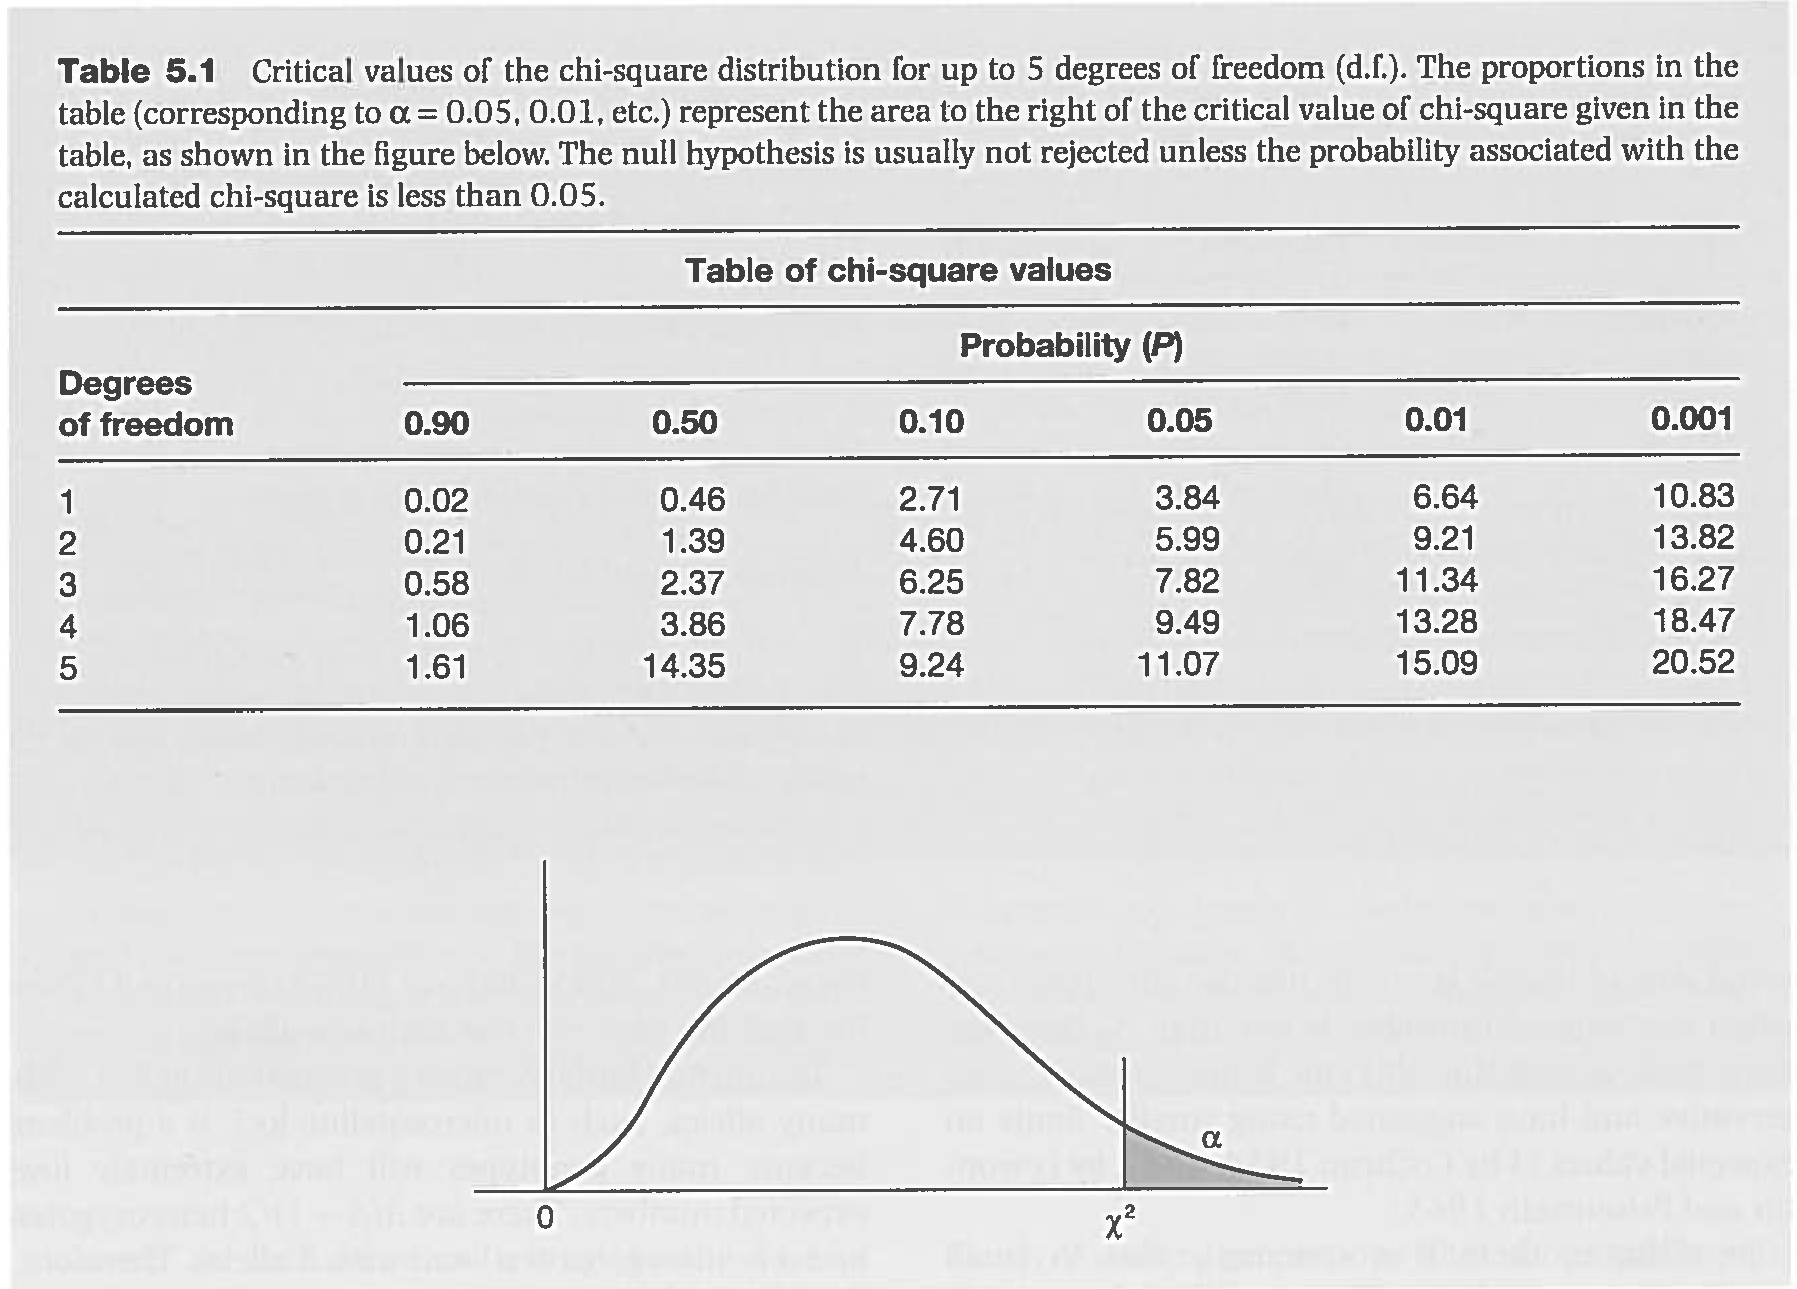 Table 5.1 Critical values of the chi-square distribution for up to 5 degrees of freedom (d.f.). The proportions in the
table (corresponding to α = 0.05, 0.01, etc.) represent the area to the right of the critical value of chi-square given in the
table, as shown in the figure below. The null hypothesis is usually not rejected unless the probability associated with the
calculated chi-square is less than 0.05.
Table of chi-square values
Probability (P)
Degrees
of freedom 0.90 0.50 0.10 0.05 0.01 0.001
1 0.02 0.46 2.71 3.84 6.64 10.83
2 0.21 1.39 4.60 5.99 9.21 13.82
3 0.58 2.37 6.25 7.82 11.34 16.27
4 1.06 3.86 7.78 9.49 13.28 18.47
5 1.61 14.35 9.24 11.07 15.09 20.52
α
0
χ²